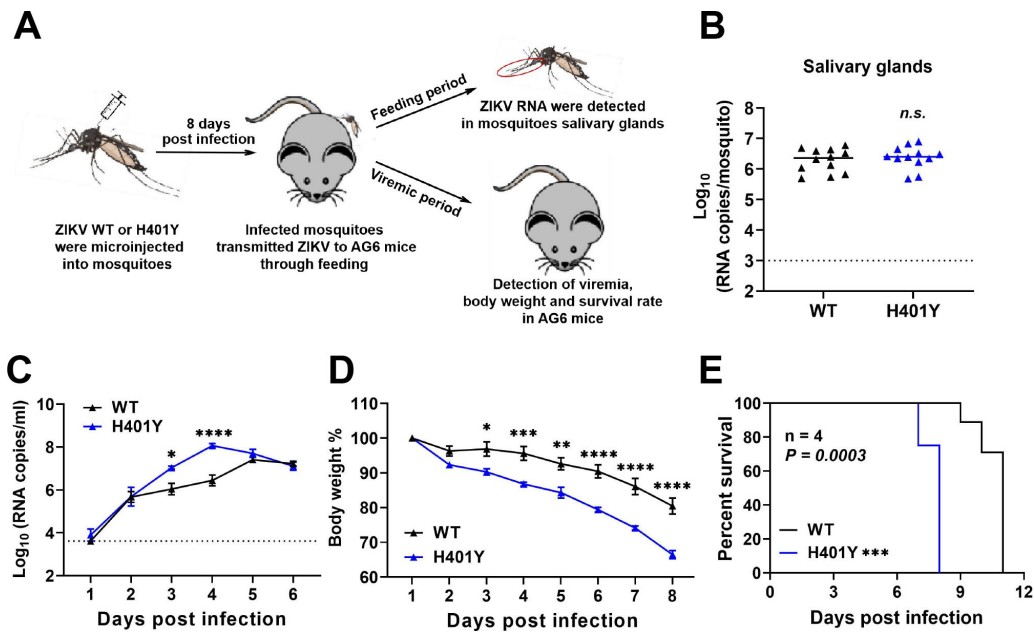 A
8 days
post infection
Feeding period
Viremic period
ZIKV RNA were detected
in mosquitoes salivary glands
ZIKV WT or H401Y
were microinjected
into mosquitoes
Infected mosquitoes
transmitted ZIKV to AG6 mice
through feeding
Detection of viremia,
body weight and survival rate
in AG6 mice
B
Salivary glands
n.s.
Log10
(RNA copies/mosquito)
8
7
6
5
4
3
2
WT
H401Y
C
WT
H401Y
* ****
Log10 (RNA copies/ml)
10
8
6
4
2
1 2 3 4 5 6
Days post infection
D
* *** ** **** **** ****
Body weight %
110
100
90
80
70
60
WT
H401Y
1 2 3 4 5 6 7 8
Days post infection
E
Percent survival
100
80
60
40
20
0
n = 4
P = 0.0003
WT
H401Y ***
0 3 6 9 12
Days post infection